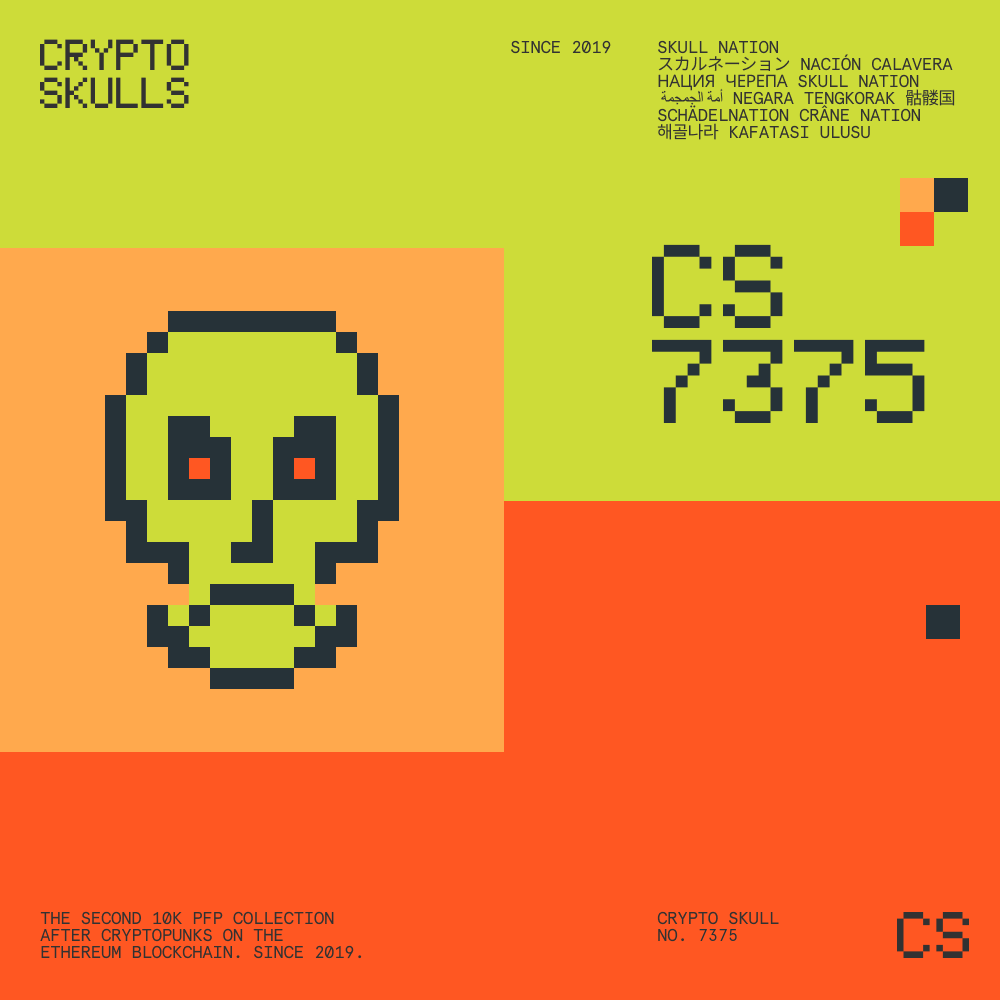 CRYPTO
SKULLS
SINCE 2019
SKULL NATION
スカルネーション NACIÓN CALAVERA
НАЦИЯ ЧЕРЕПА SKULL NATION
أمة الجمجمة NEGARA TENGKORAK 骷髅国
SCHÄDELNATION CRÂNE NATION
해골나라 KAFATASI ULUSU
CS
7375
THE SECOND 10K PFP COLLECTION
AFTER CRYPTOPUNKS ON THE
ETHEREUM BLOCKCHAIN. SINCE 2019.
CRYPTO SKULL
NO. 7375
CS